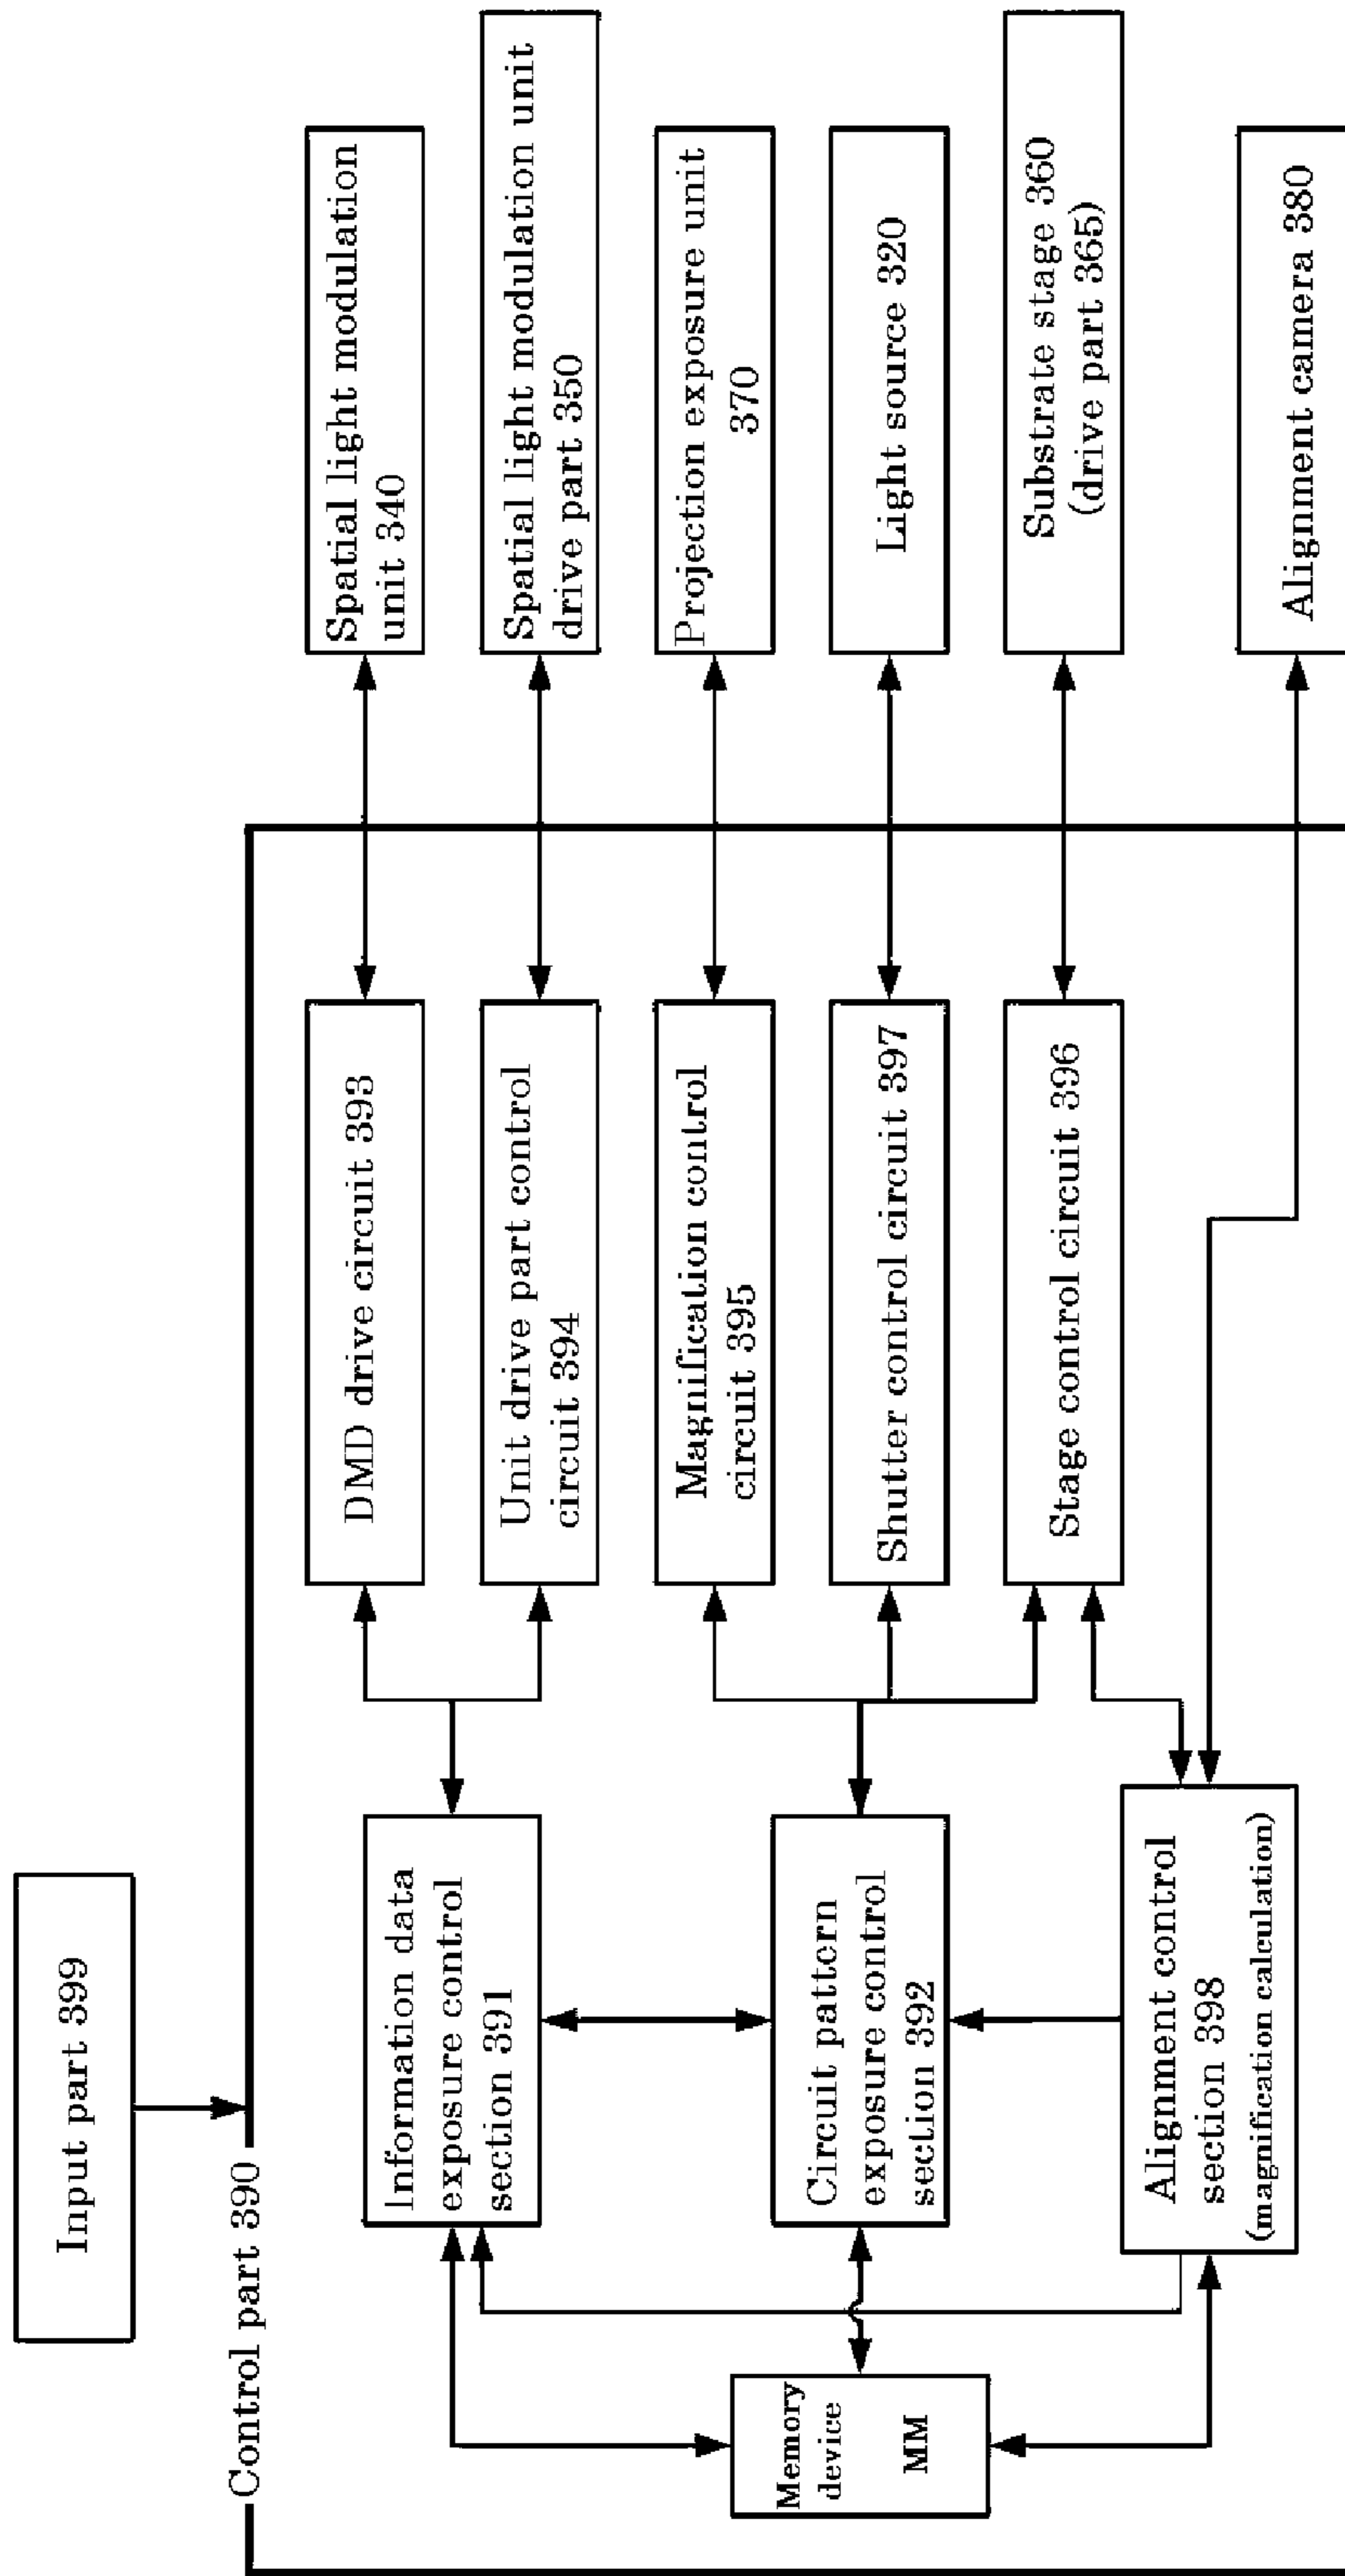 Input part 399
Control part 390
Information data
exposure control
section 391
Circuit pattern
exposure control
section 392
Alignment control
section 398
(magnification calculation)
Memory
device
MM
DMD drive circuit 393
Unit drive part control
circuit 394
Magnification control
circuit 395
Shutter control circuit 397
Stage control circuit 396
Spatial light modulation
unit 340
Spatial light modulation unit
drive part 350
Projection exposure unit
370
Light source 320
Substrate stage 360
(drive part 365)
Alignment camera 380